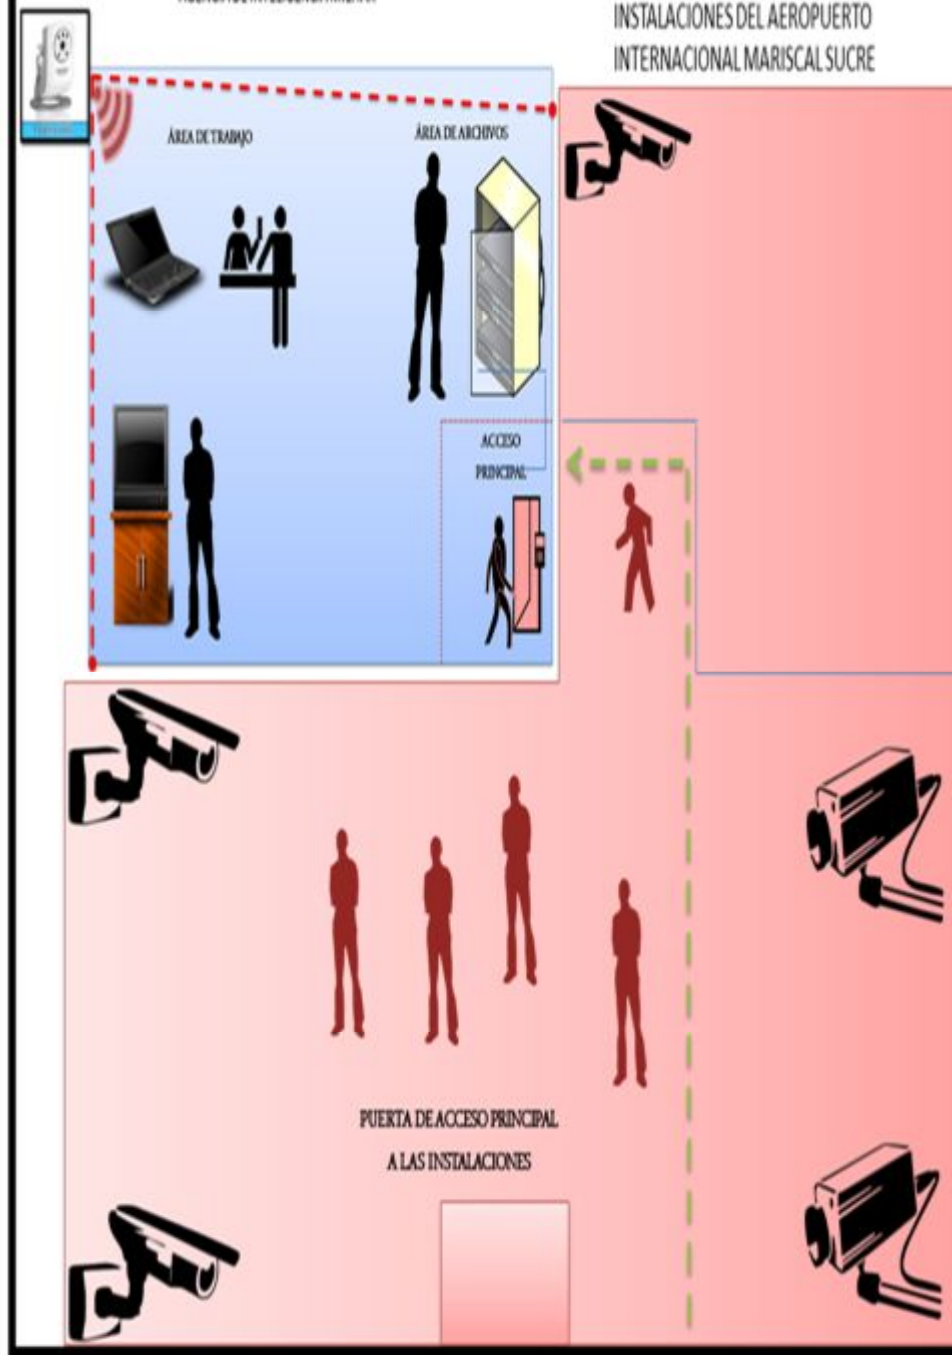 INSTALACIONES DEL AEROPUERTO
INTERNACIONAL MARISCAL SUCRE
ÁREA DE TRABAJO
ÁREA DE ARCHIVOS
ACCESO
PRINCIPAL
PUERTA DE ACCESO PRINCIPAL
A LAS INSTALACIONES